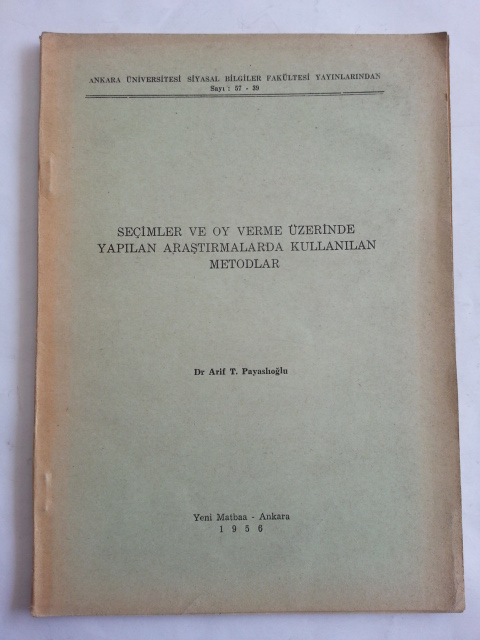 ANKARA ÜNİVERSİTESİ SİYASAL BİLGİLER FAKÜLTESİ YAYINLARINDAN
Sayı : 57 - 39
SEÇİMLER VE OY VERME ÜZERİNDE
YAPILAN ARAŞTIRMALARDA KULLANILAN
METODLAR
Dr Arif T. Payaslıoğlu
Yeni Matbaa - Ankara
1 9 5 6